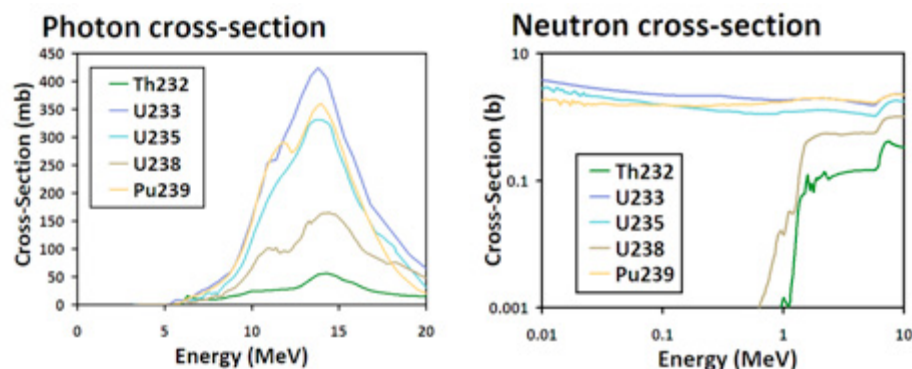 Photon cross-section
Cross-Section (mb)
450
400
350
300
250
200
150
100
50
0
Th232
U233
U235
U238
Pu239
0 5 10 15 20
Energy (MeV)
Neutron cross-section
Cross-Section (b)
10
0.1
0.001
Th232
U233
U235
U238
Pu239
0.01 0.1 1 10
Energy (MeV)